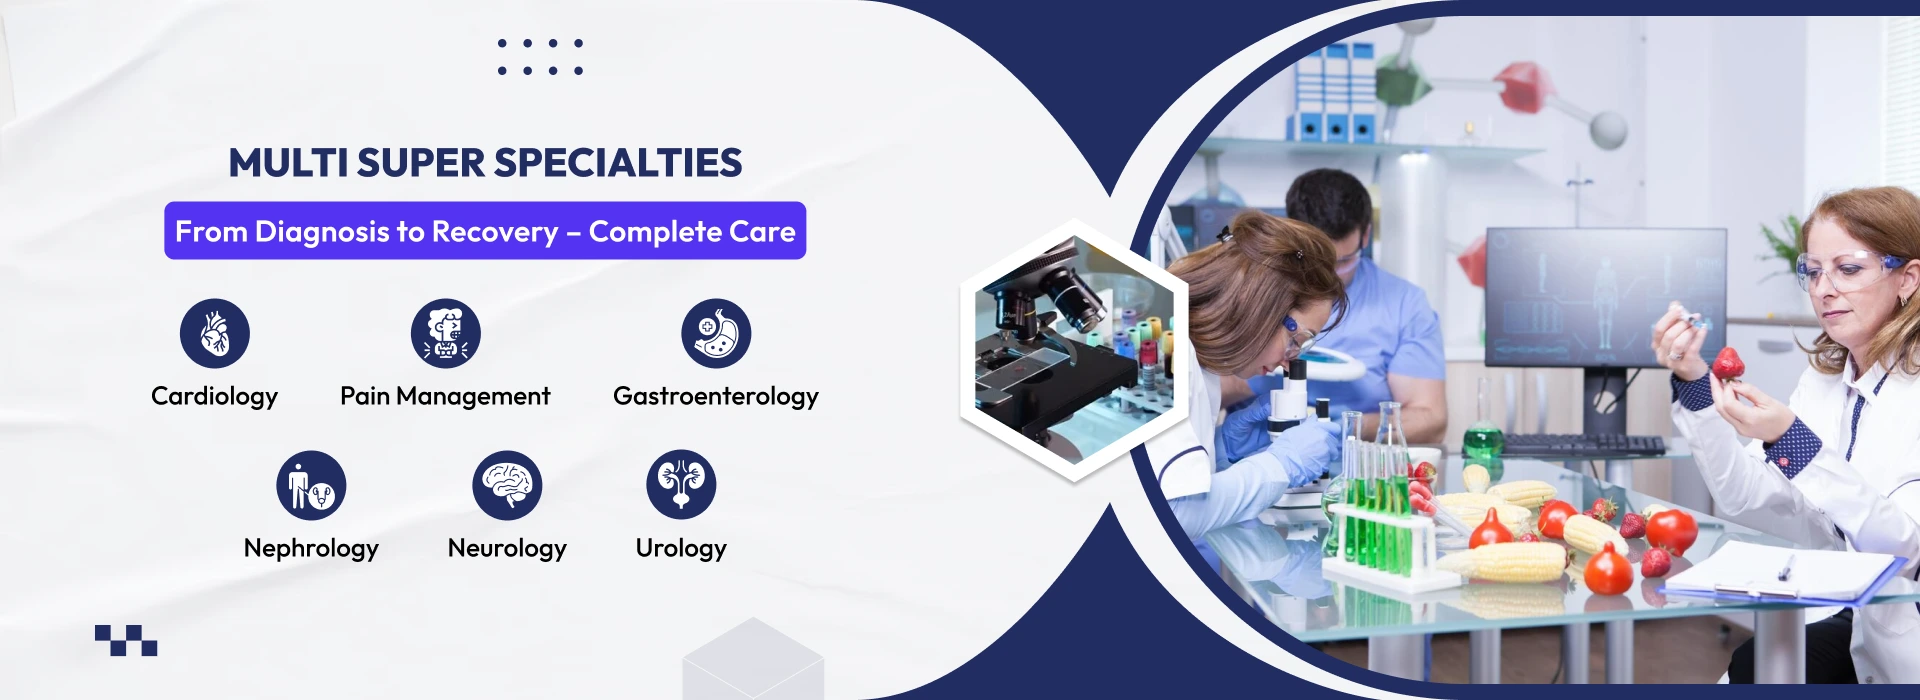 MULTI SUPER SPECIALTIES
From Diagnosis to Recovery – Complete Care
Cardiology
Pain Management
Gastroenterology
Nephrology
Neurology
Urology